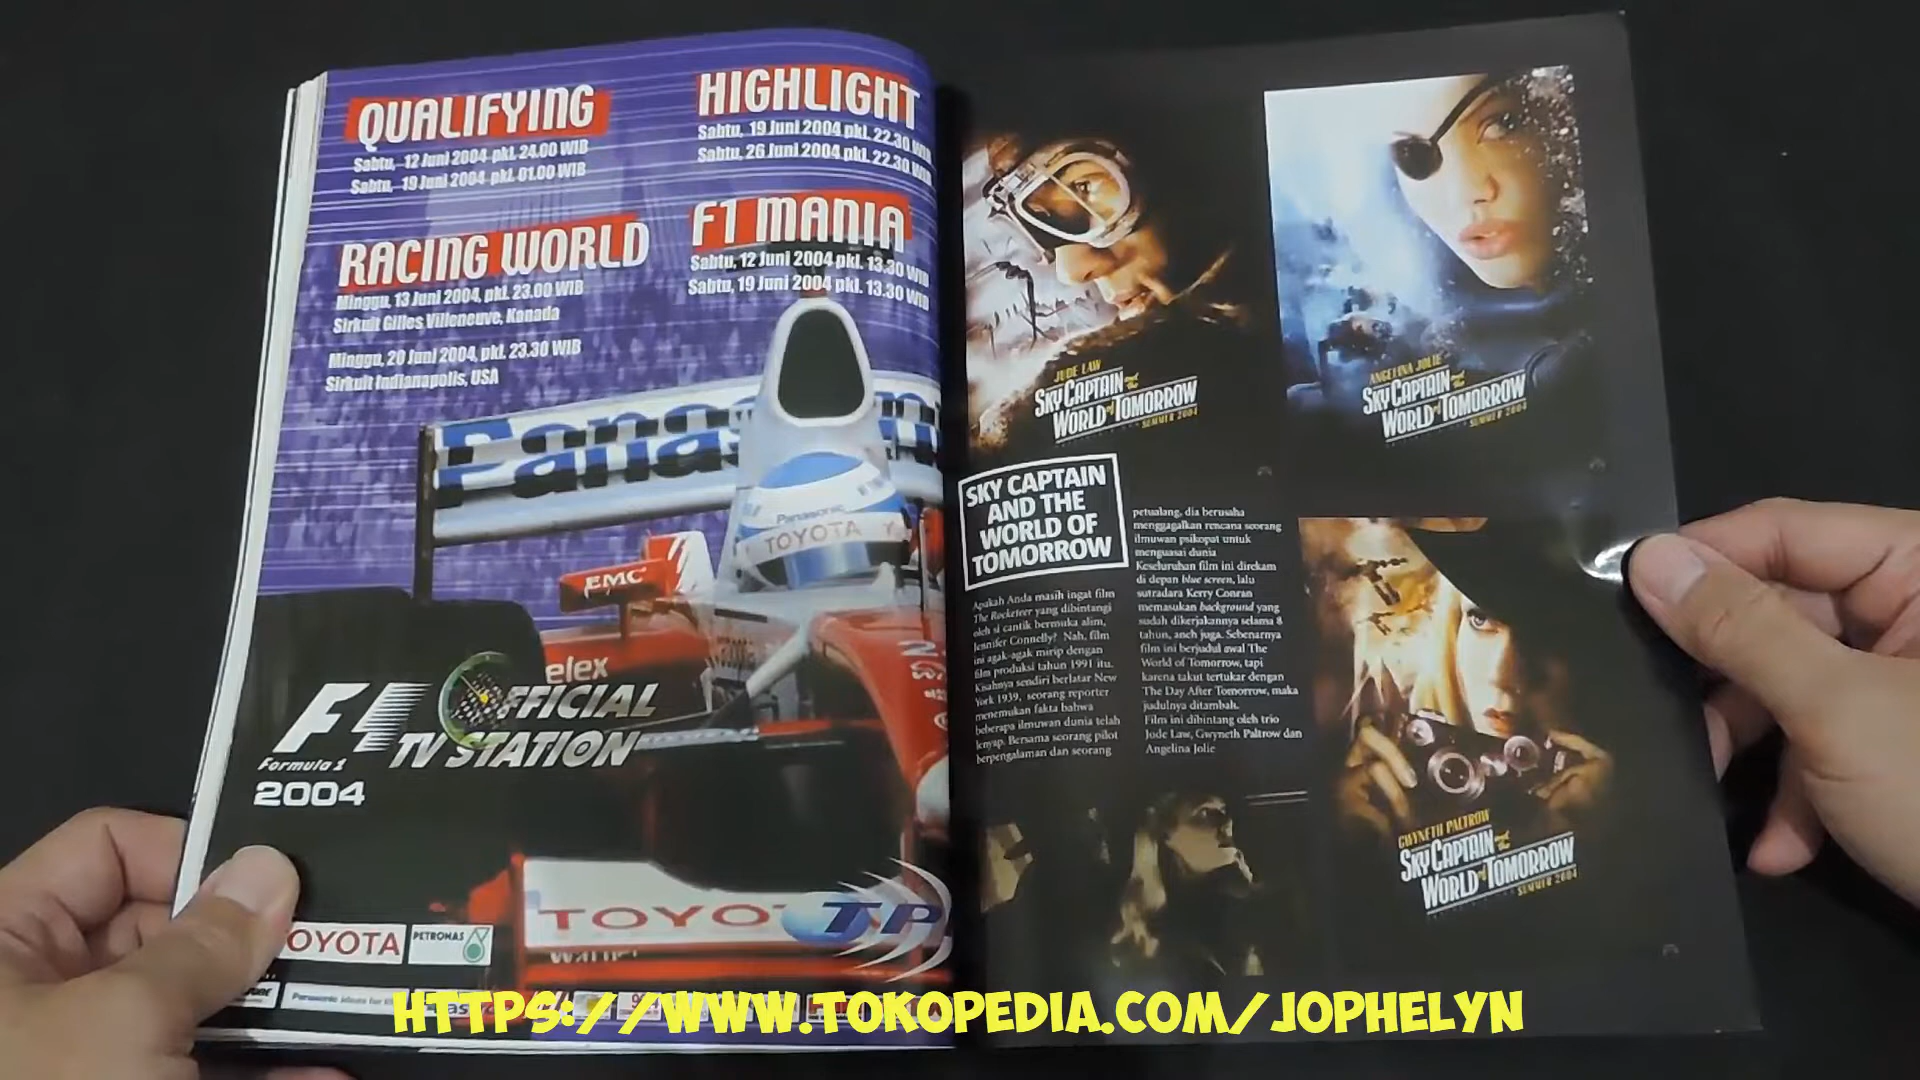 QUALIFYING
Sabtu, 12 Juni 2004 pkl. 24.00 WIB
Sabtu, 19 Juni 2004 pkl. 01.00 WIB
RACING WORLD
Minggu, 13 Juni 2004, pkl. 23.00 WIB
Sirkuit Gilles Villeneuve, Kanada
Minggu, 20 Juni 2004, pkl. 23.30 WIB
Sirkuit Indianapolis, USA
HIGHLIGHT
Sabtu, 19 Juni 2004 pkl. 22.30 WIB
Sabtu, 26 Juni 2004 pkl. 22.30 WIB
F1 MANIA
Sabtu, 12 Juni 2004 pkl. 13.30 WIB
Sabtu, 19 Juni 2004 pkl. 13.30 WIB
Panasonic
TOYOTA
EMC
elex
F1 OFFICIAL
TV STATION
Formula 1
2004
TOYO
TP
OYOTA
PETRONAS
JUDE LAW
SKY CAPTAIN and the
WORLD of TOMORROW
SUMMER 2004
ANGELINA JOLIE
SKY CAPTAIN and the
WORLD of TOMORROW
SUMMER 2004
SKY CAPTAIN
AND THE
WORLD OF
TOMORROW
Apakah Anda masih ingat film
The Rocketeer yang dibintangi
oleh si cantik bermuka alim,
Jennifer Connelly? Nah, film
ini agak-agak mirip dengan
film produksi tahun 1991 itu.
Kisahnya sendiri berlatar New
York 1939, seorang reporter
menemukan fakta bahwa
beberapa ilmuwan dunia telah
lenyap. Bersama seorang pilot
berpengalaman dan seorang
petualang, dia berusaha
menggagalkan rencana seorang
ilmuwan psikopat untuk
menguasai dunia
Keseluruhan film ini direkam
di depan blue screen, lalu
sutradara Kerry Conran
memasukan background yang
sudah dikerjakannya selama 8
tahun, aneh juga. Sebenarnya
film ini berjudul awal The
World of Tomorrow, tapi
karena takut tertukar dengan
The Day After Tomorrow, maka
judulnya ditambah.
Film ini dibintang oleh trio
Jude Law, Gwyneth Paltrow dan
Angelina Jolie
GWYNETH PALTROW
SKY CAPTAIN and the
WORLD of TOMORROW
SUMMER 2004
HTTPS://WWW.TOKOPEDIA.COM/JOPHELYN